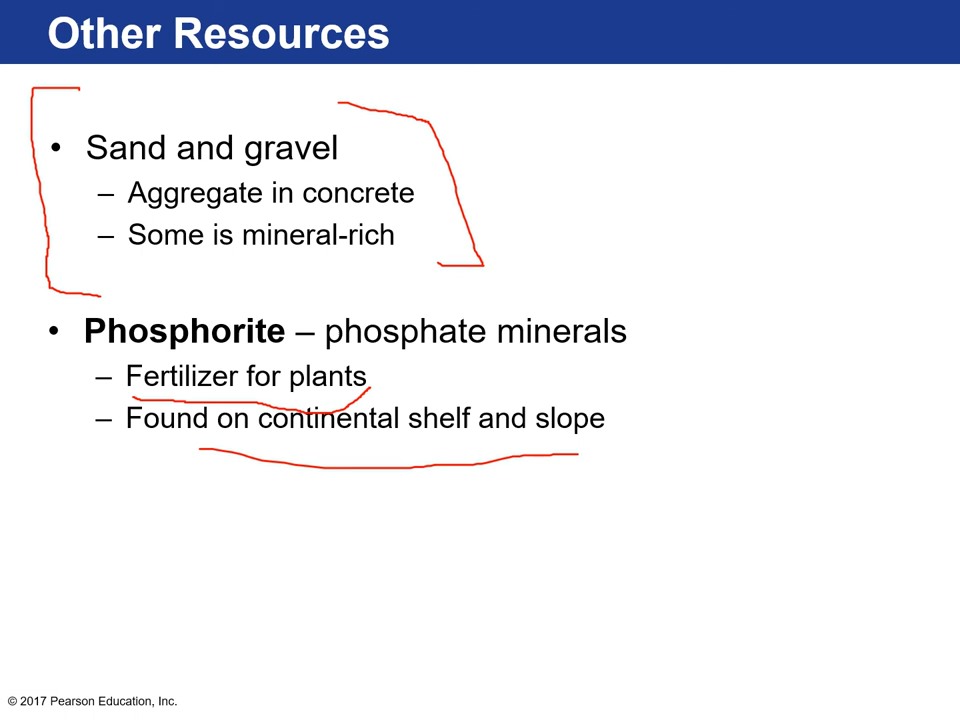 Other Resources
• Sand and gravel
– Aggregate in concrete
– Some is mineral-rich
• Phosphorite – phosphate minerals
– Fertilizer for plants
– Found on continental shelf and slope
© 2017 Pearson Education, Inc.